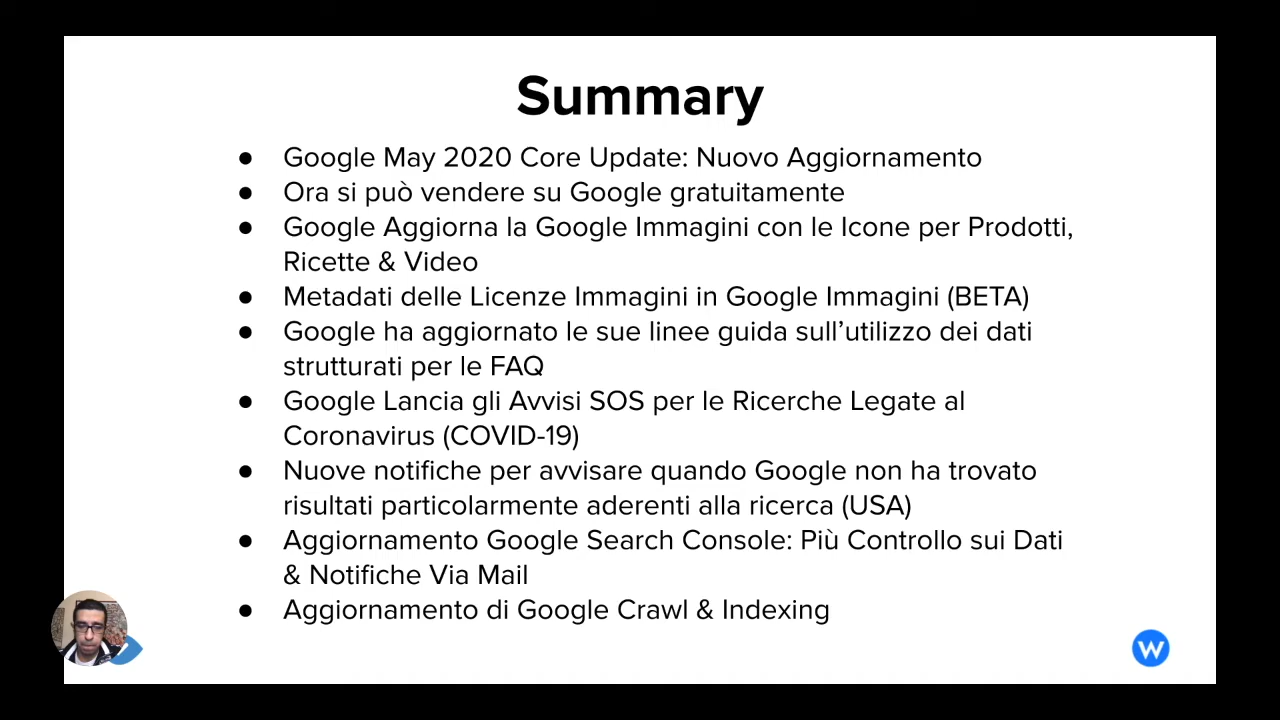 Summary
● Google May 2020 Core Update: Nuovo Aggiornamento
● Ora si può vendere su Google gratuitamente
● Google Aggiorna la Google Immagini con le Icone per Prodotti,
Ricette & Video
● Metadati delle Licenze Immagini in Google Immagini (BETA)
● Google ha aggiornato le sue linee guida sull’utilizzo dei dati
strutturati per le FAQ
● Google Lancia gli Avvisi SOS per le Ricerche Legate al
Coronavirus (COVID-19)
● Nuove notifiche per avvisare quando Google non ha trovato
risultati particolarmente aderenti alla ricerca (USA)
● Aggiornamento Google Search Console: Più Controllo sui Dati
& Notifiche Via Mail
● Aggiornamento di Google Crawl & Indexing
W